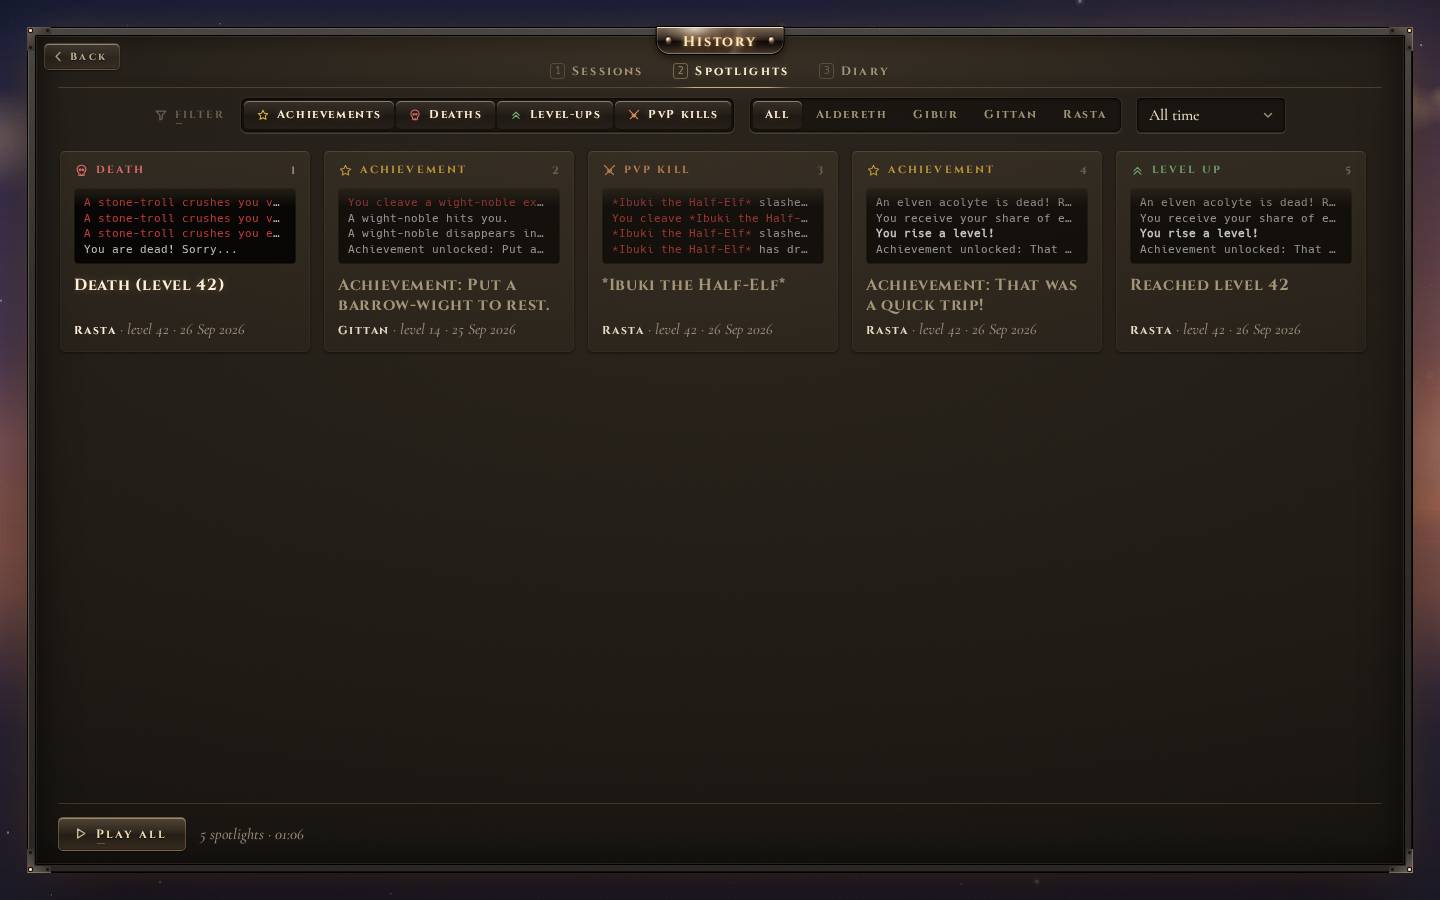 History
Back
1 Sessions 2 Spotlights 3 Diary
Filter Achievements Deaths Level-ups PvP kills All Aldereth Gibur Gittan Rasta All time
Death 1
A stone-troll crushes you v…
A stone-troll crushes you v…
A stone-troll crushes you e…
You are dead! Sorry...
Death (level 42)
Rasta · level 42 · 26 Sep 2026
Achievement 2
You cleave a wight-noble ex…
A wight-noble hits you.
A wight-noble disappears in…
Achievement unlocked: Put a…
Achievement: Put a
barrow-wight to rest.
Gittan · level 14 · 25 Sep 2026
PvP kill 3
*Ibuki the Half-Elf* slashe…
You cleave *Ibuki the Half-…
*Ibuki the Half-Elf* slashe…
*Ibuki the Half-Elf* has dr…
*Ibuki the Half-Elf*
Rasta · level 42 · 26 Sep 2026
Achievement 4
An elven acolyte is dead! R…
You receive your share of e…
You rise a level!
Achievement unlocked: That …
Achievement: That was
a quick trip!
Rasta · level 42 · 26 Sep 2026
Level up 5
An elven acolyte is dead! R…
You receive your share of e…
You rise a level!
Achievement unlocked: That …
Reached level 42
Rasta · level 42 · 26 Sep 2026
Play all 5 spotlights · 01:06